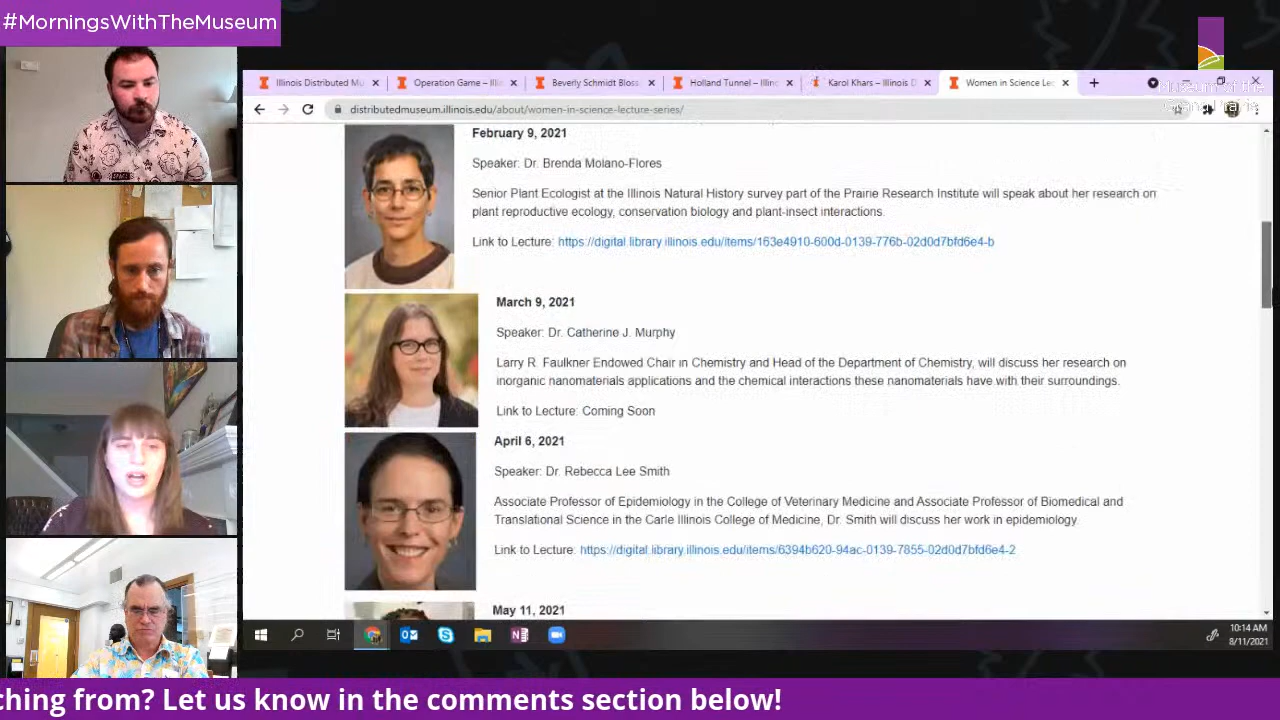 #MorningsWithTheMuseum
Illinois Distributed Mu
Operation Game – Illi
Beverly Schmidt Bloss
Holland Tunnel – Illin
Karol Khars – Illinois D
Women in Science Lec
distributedmuseum.illinois.edu/about/women-in-science-lecture-series/
February 9, 2021
Speaker: Dr. Brenda Molano-Flores
Senior Plant Ecologist at the Illinois Natural History survey part of the Prairie Research Institute will speak about her research on
plant reproductive ecology, conservation biology and plant-insect interactions.
Link to Lecture: https://digital.library.illinois.edu/items/163e4910-600d-0139-776b-02d0d7bfd6e4-b
March 9, 2021
Speaker: Dr. Catherine J. Murphy
Larry R. Faulkner Endowed Chair in Chemistry and Head of the Department of Chemistry, will discuss her research on
inorganic nanomaterials applications and the chemical interactions these nanomaterials have with their surroundings.
Link to Lecture: Coming Soon
April 6, 2021
Speaker: Dr. Rebecca Lee Smith
Associate Professor of Epidemiology in the College of Veterinary Medicine and Associate Professor of Biomedical and
Translational Science in the Carle Illinois College of Medicine, Dr. Smith will discuss her work in epidemiology.
Link to Lecture: https://digital.library.illinois.edu/items/6394b620-94ac-0139-7855-02d0d7bfd6e4-2
May 11, 2021
10:14 AM
8/11/2021
ching from? Let us know in the comments section below!